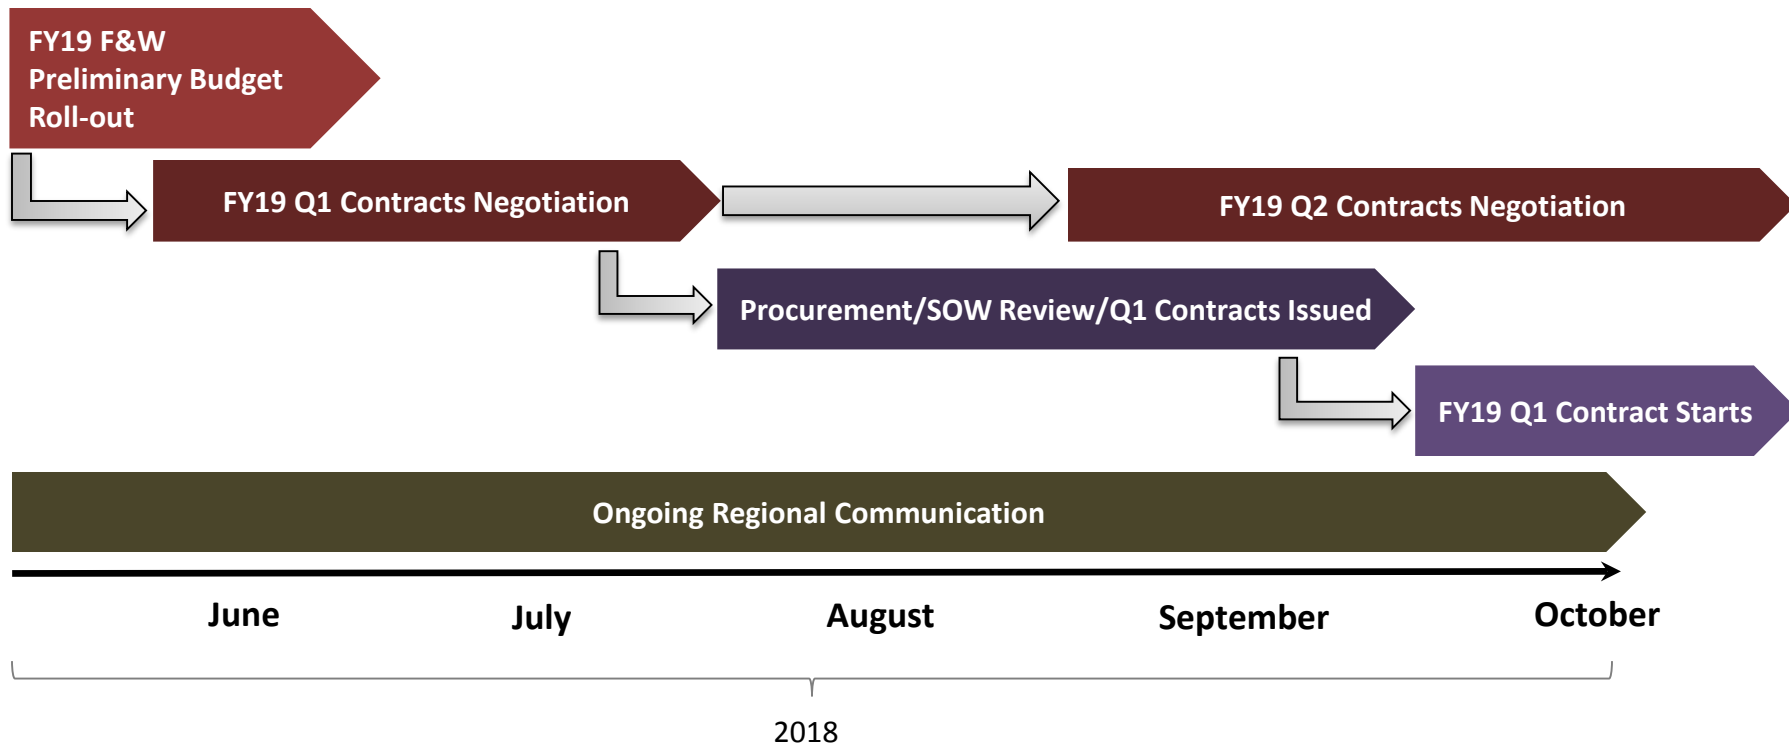 FY19 F&W
Preliminary Budget
Roll-out
FY19 Q1 Contracts Negotiation
FY19 Q2 Contracts Negotiation
Procurement/SOW Review/Q1 Contracts Issued
FY19 Q1 Contract Starts
Ongoing Regional Communication
June
July
August
September
October
2018